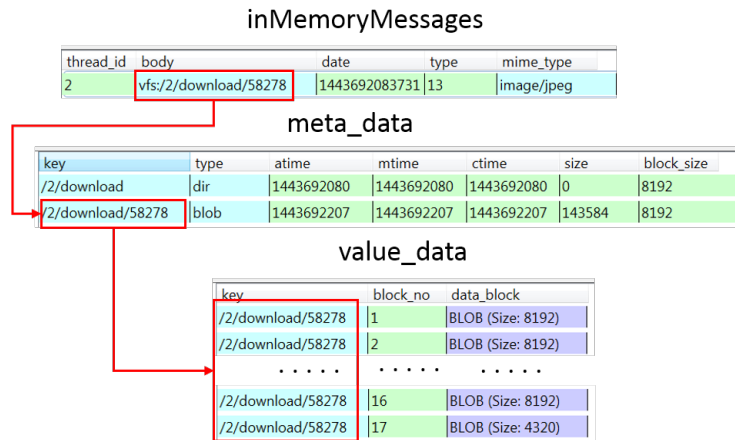 inMemoryMessages
thread_id body date type mime_type
2 vfs:/2/download/58278 1443692083731 13 image/jpeg
meta_data
key type atime mtime ctime size block_size
/2/download dir 1443692080 1443692080 1443692080 0 8192
/2/download/58278 blob 1443692207 1443692207 1443692207 143584 8192
value_data
key block_no data_block
/2/download/58278 1 BLOB (Size: 8192)
/2/download/58278 2 BLOB (Size: 8192)
· · · · · · · · · · · · · · ·
/2/download/58278 16 BLOB (Size: 8192)
/2/download/58278 17 BLOB (Size: 4320)